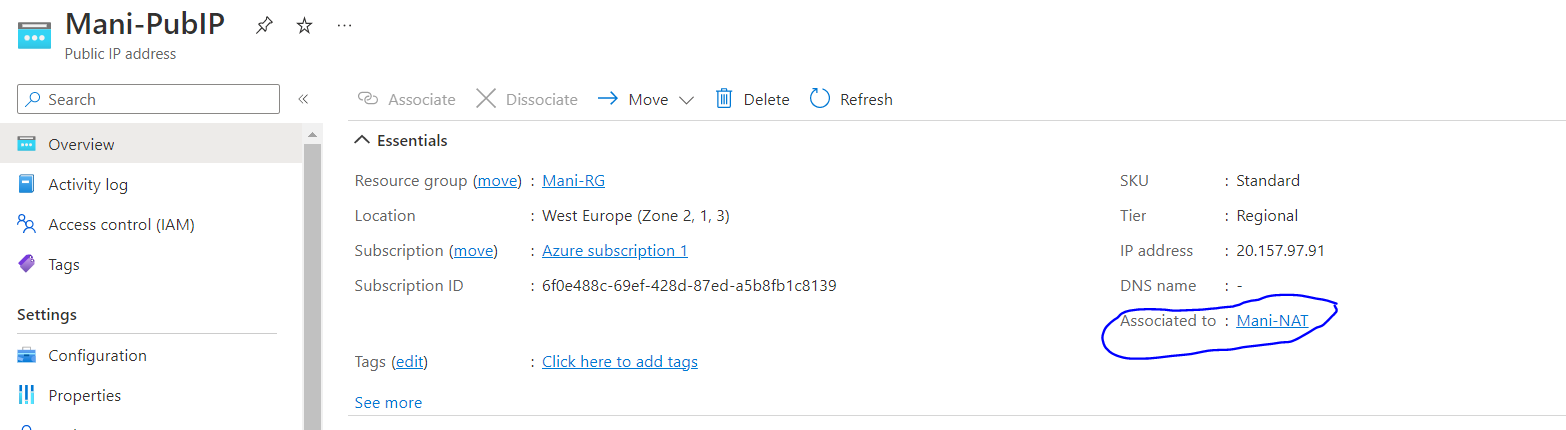 Mani-PubIP
Public IP address
Search
Associate Dissociate Move Delete Refresh
Overview
Activity log
Access control (IAM)
Tags
Settings
Configuration
Properties
Essentials
Resource group (move) : Mani-RG
Location : West Europe (Zone 2, 1, 3)
Subscription (move) : Azure subscription 1
Subscription ID : 6f0e488c-69ef-428d-87ed-a5b8fb1c8139
SKU : Standard
Tier : Regional
IP address : 20.157.97.91
DNS name : -
Associated to : Mani-NAT
Tags (edit) : Click here to add tags
See more